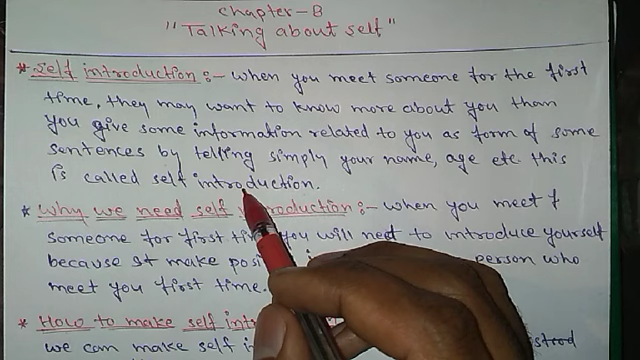 Chapter-8
"Talking about self"
* Self introduction :- When you meet someone for the first
time, they may want to know more about you than
you give some information related to you as form of some
sentences by telling simply your name, age etc this
is called self introduction.
* Why we need self introduction :- When you meet
someone for first you will need to introduce yourself
because It make person who
meet you first time.
* How to make self
we can make self